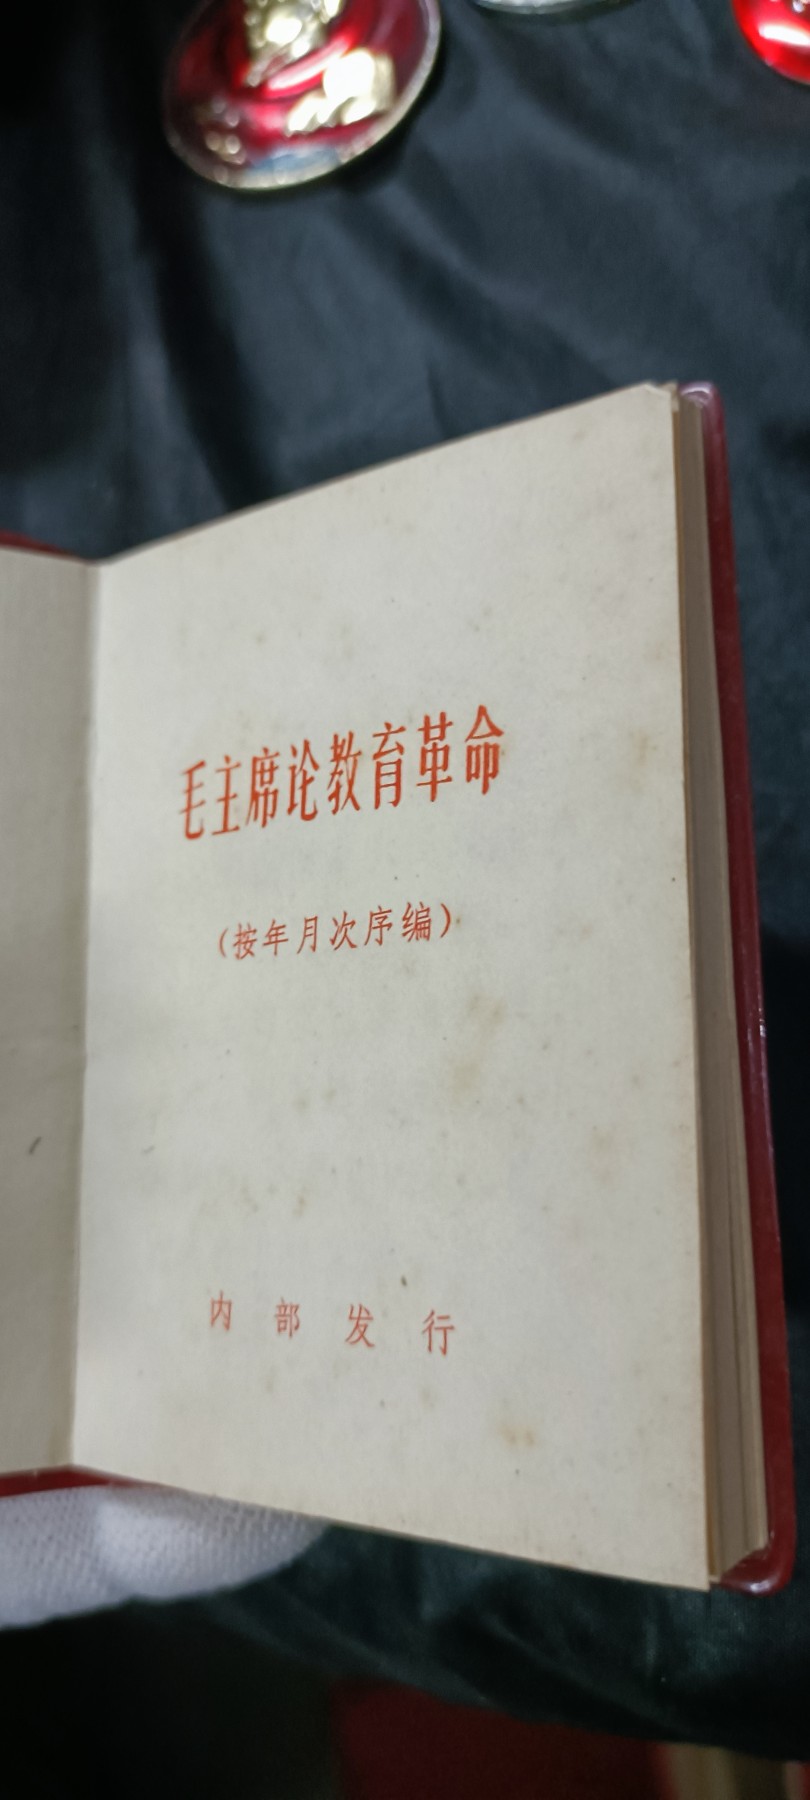 毛主席论教育革命
（按年月次序编）
内部发行